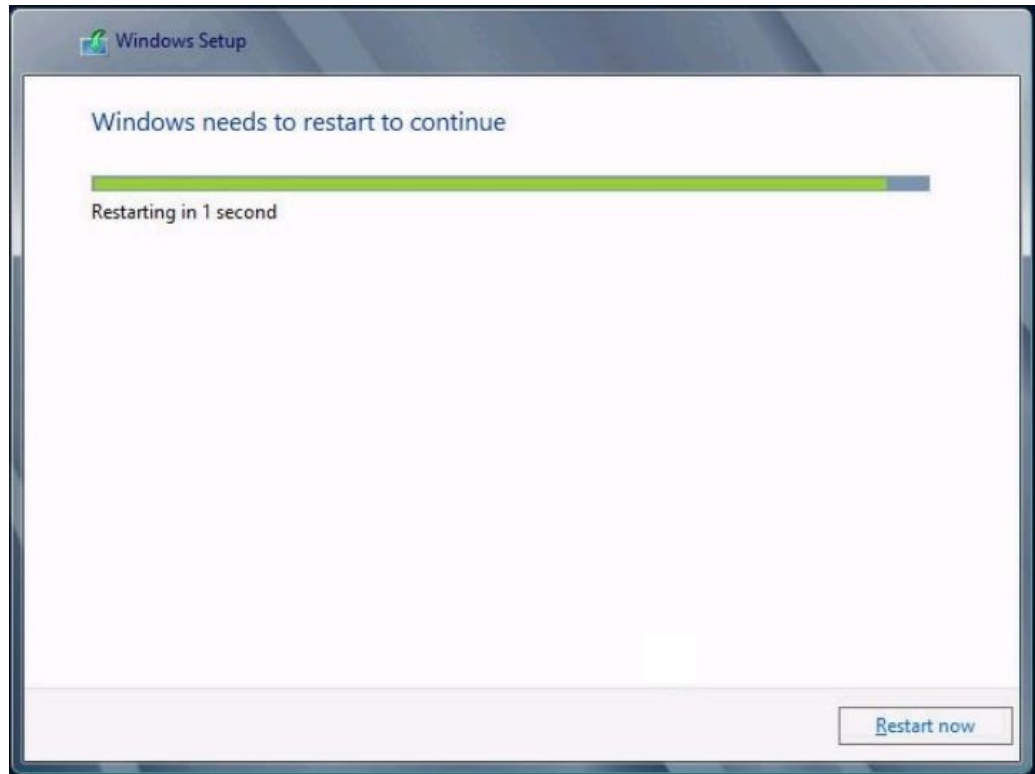 Windows Setup
Windows needs to restart to continue
Restarting in 1 second
Restart now